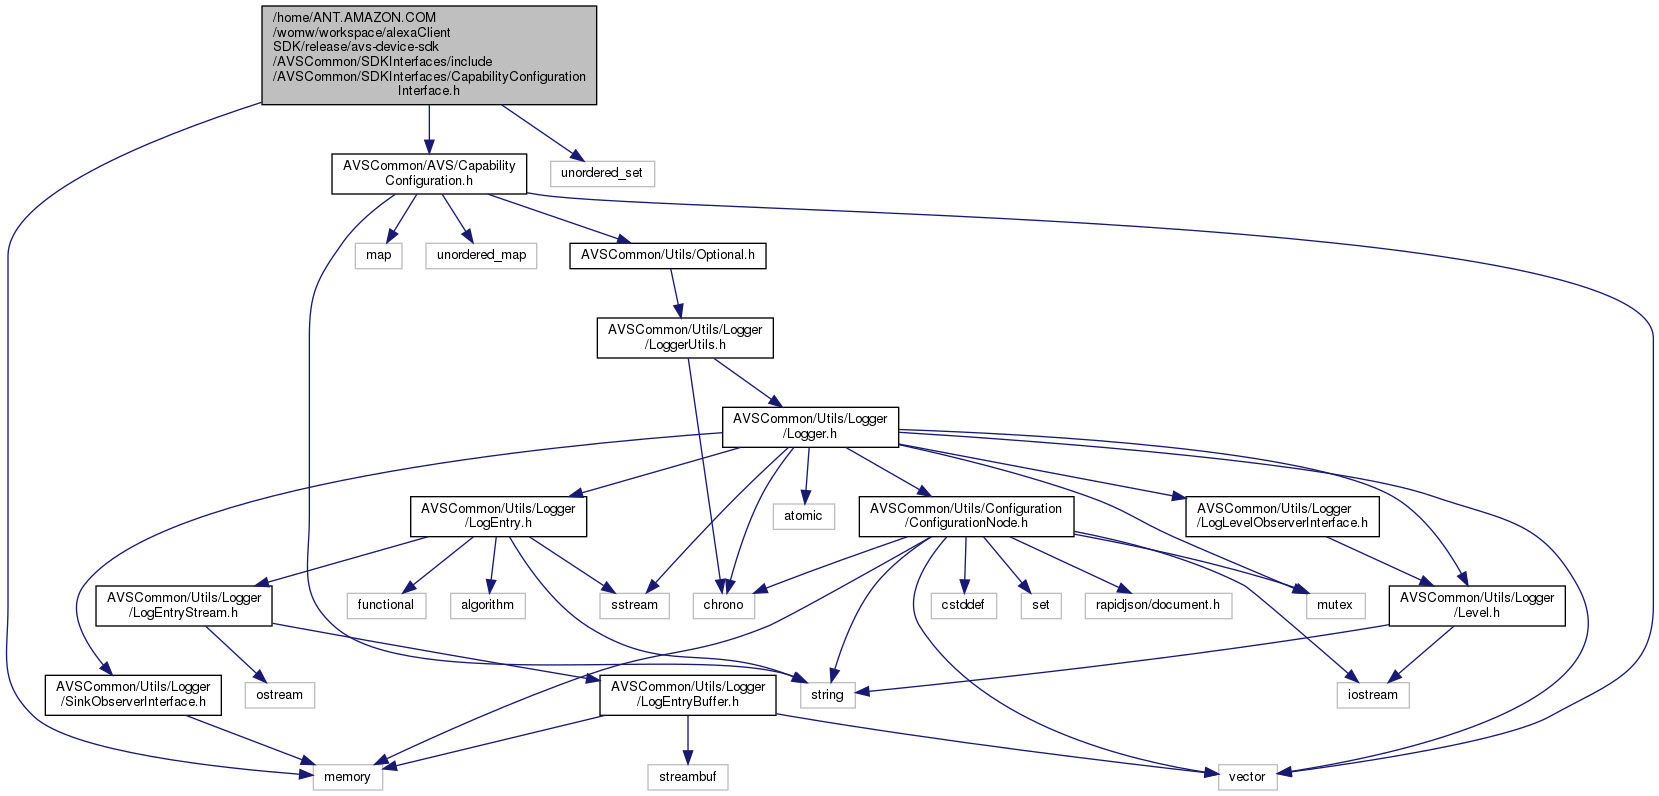 /home/ANT.AMAZON.COM
/womw/workspace/alexaClient
SDK/release/avs-device-sdk
/AVSCommon/SDKInterfaces/include
/AVSCommon/SDKInterfaces/CapabilityConfiguration
Interface.h
AVSCommon/AVS/Capability
Configuration.h
unordered_set
map
unordered_map
AVSCommon/Utils/Optional.h
AVSCommon/Utils/Logger
/LoggerUtils.h
AVSCommon/Utils/Logger
/Logger.h
AVSCommon/Utils/Logger
/LogEntry.h
atomic
AVSCommon/Utils/Configuration
/ConfigurationNode.h
AVSCommon/Utils/Logger
/LogLevelObserverInterface.h
AVSCommon/Utils/Logger
/LogEntryStream.h
functional
algorithm
sstream
chrono
cstddef
set
rapidjson/document.h
mutex
AVSCommon/Utils/Logger
/Level.h
AVSCommon/Utils/Logger
/SinkObserverInterface.h
ostream
AVSCommon/Utils/Logger
/LogEntryBuffer.h
string
iostream
memory
streambuf
vector